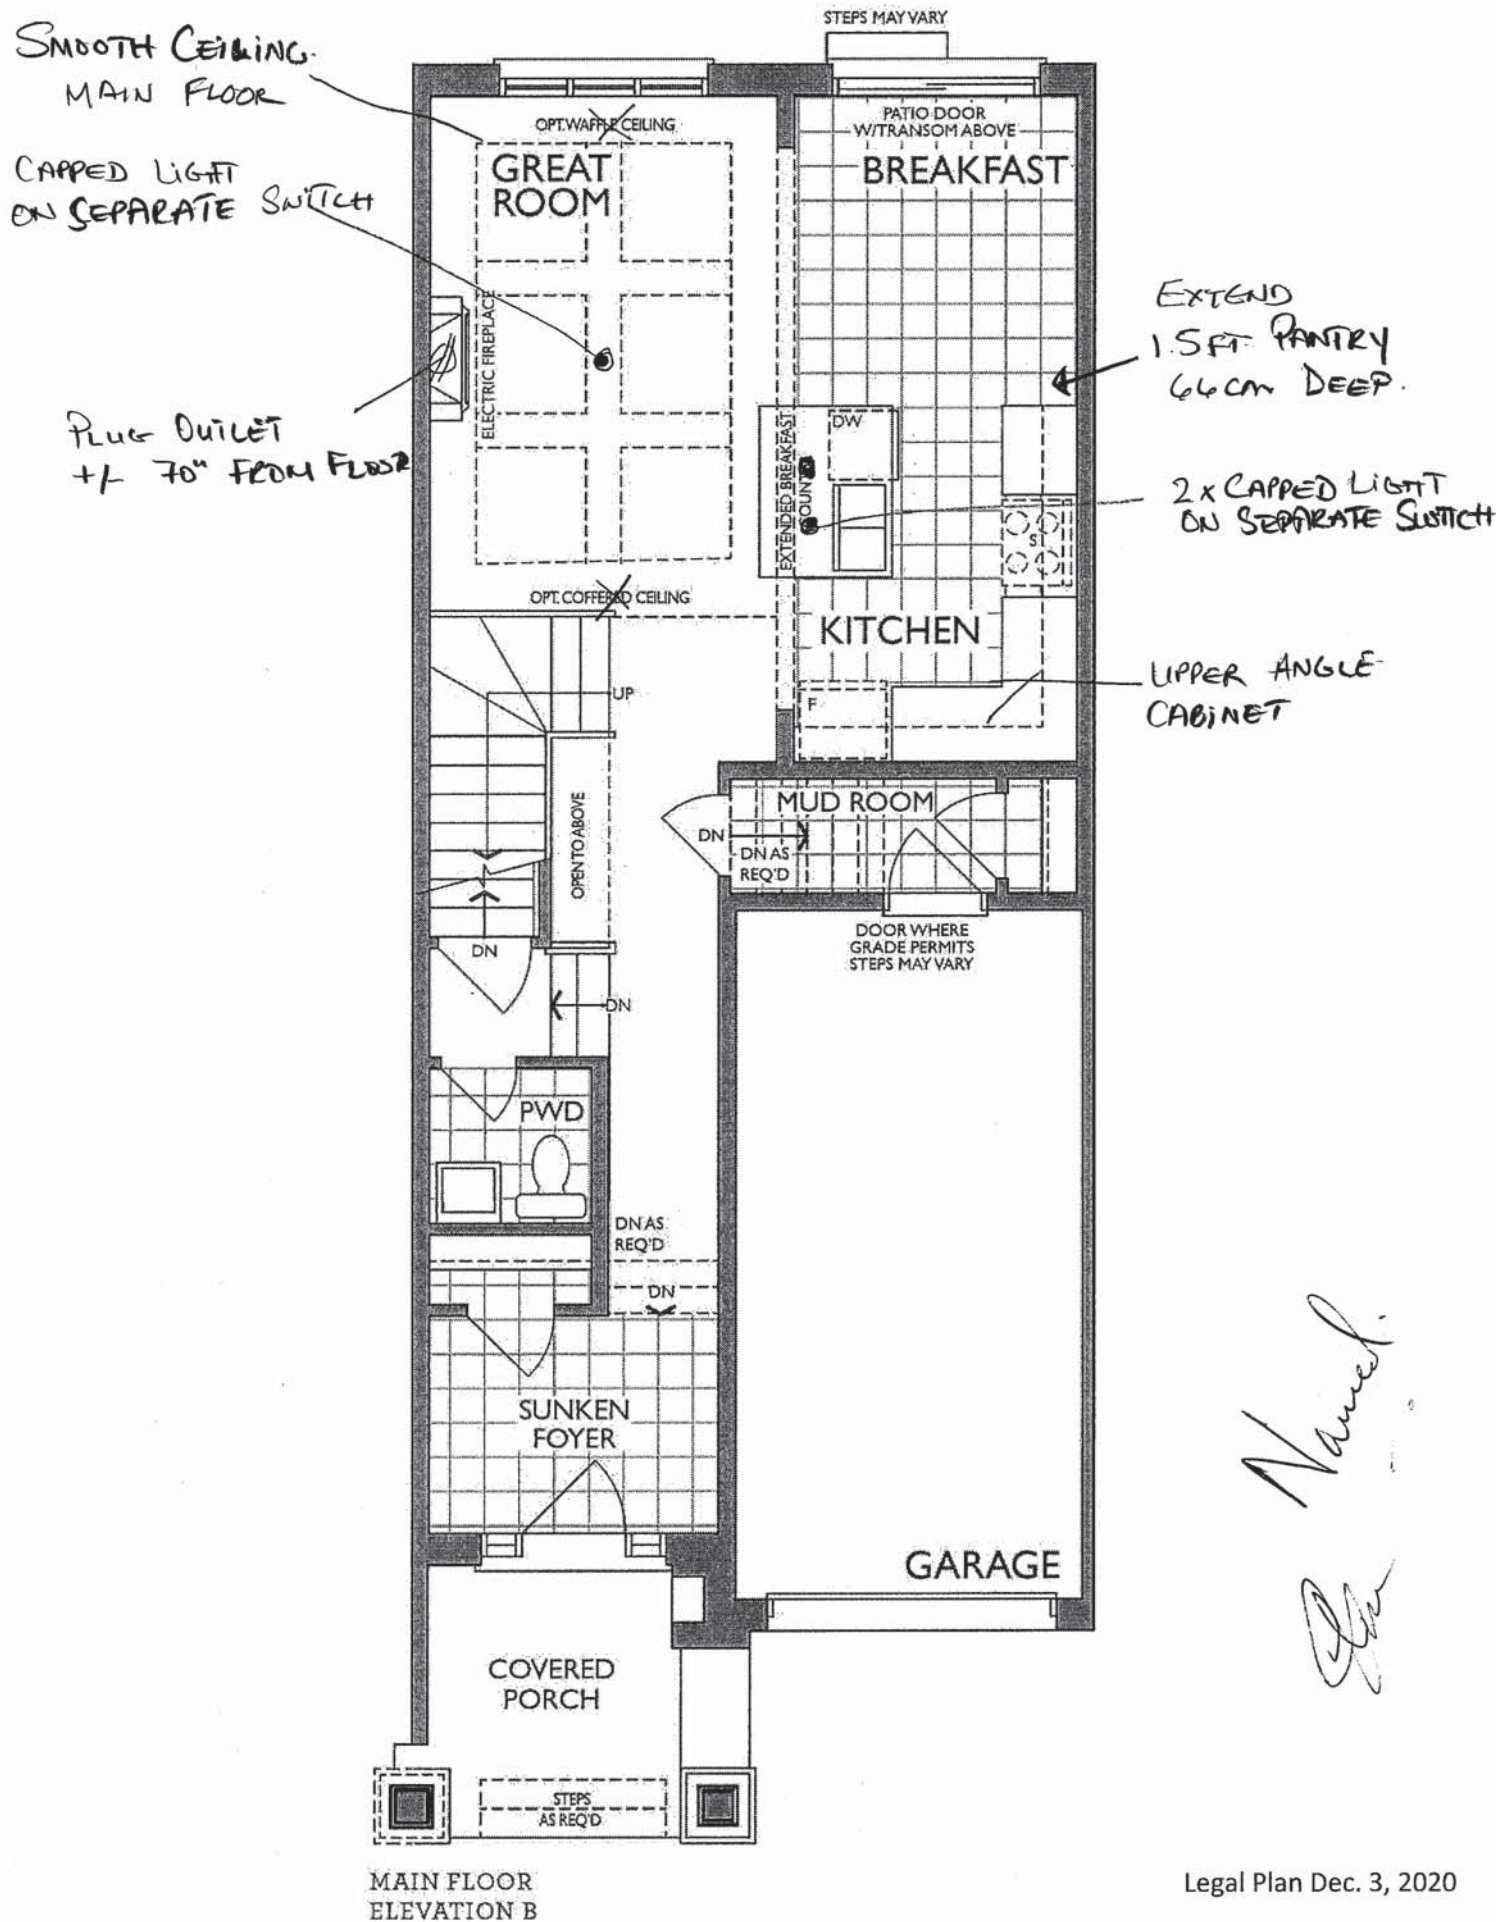 STEPS MAY VARY
SMOOTH CEILING.
MAIN FLOOR
OPT. WAFFLE CEILING
PATIO DOOR
W/TRANSOM ABOVE
GREAT
ROOM
BREAKFAST
CAPPED LIGHT
ON SEPARATE SWITCH
EXTEND
1.5 FT. PANTRY
66cm DEEP.
ELECTRIC FIREPLACE
PLUG OUTLET
+/- 70" FROM FLOOR
DW
EXTENDED BREAKFAST
2x CAPPED LIGHT
ON SEPARATE SWITCH
S
OPT. COFFERED CEILING
KITCHEN
UPPER ANGLE
CABINET
UP
F
OPEN TO ABOVE
MUD ROOM
DN
DN AS
REQ'D
DOOR WHERE
GRADE PERMITS
STEPS MAY VARY
DN
DN
PWD
DN AS
REQ'D
DN
SUNKEN
FOYER
GARAGE
COVERED
PORCH
STEPS
AS REQ'D
MAIN FLOOR
ELEVATION B
Legal Plan Dec. 3, 2020